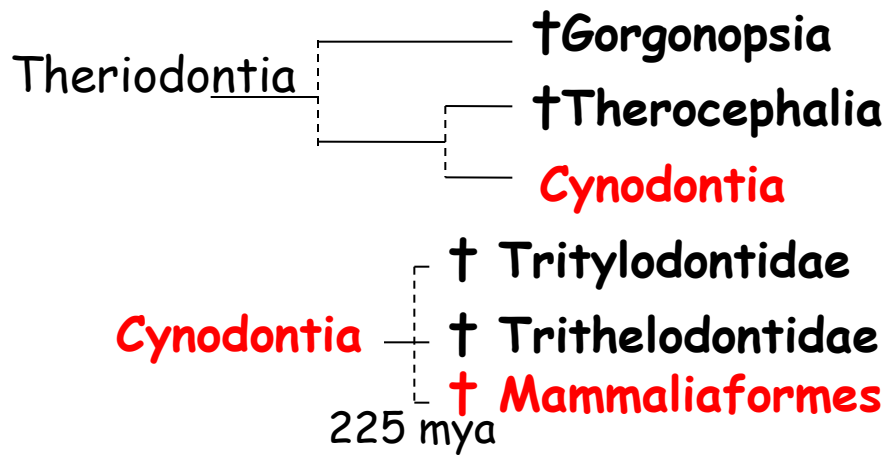 †Gorgonopsia
Theriodontia
†Therocephalia
Cynodontia
† Tritylodontidae
Cynodontia
† Trithelodontidae
† Mammaliaformes
225 mya